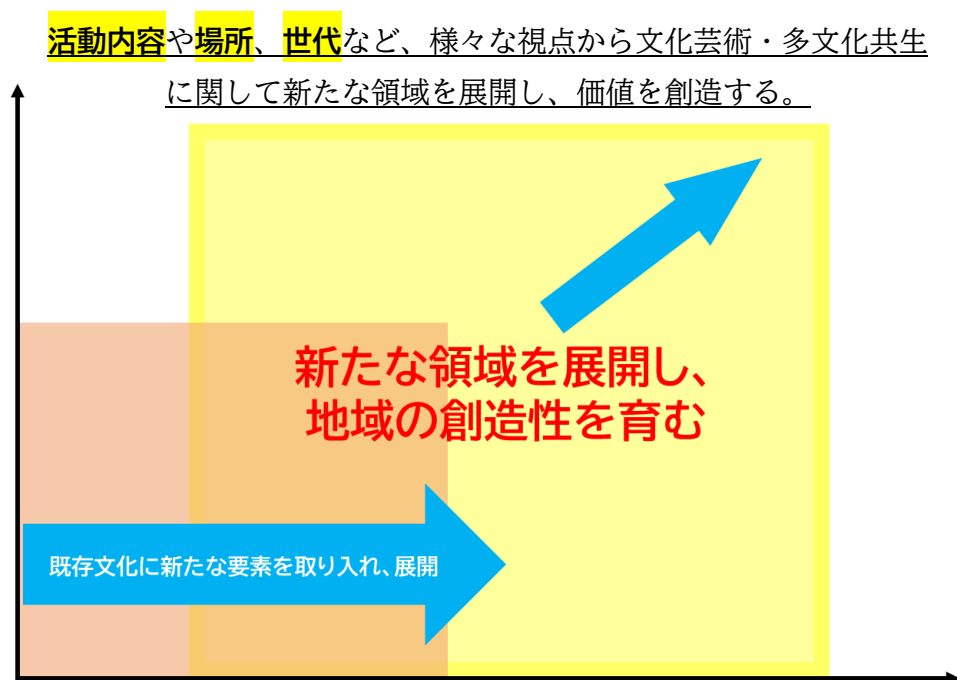 活動内容や場所、世代など、様々な視点から文化芸術・多文化共生
に関して新たな領域を展開し、価値を創造する。
新たな領域を展開し、
地域の創造性を育む
既存文化に新たな要素を取り入れ、展開